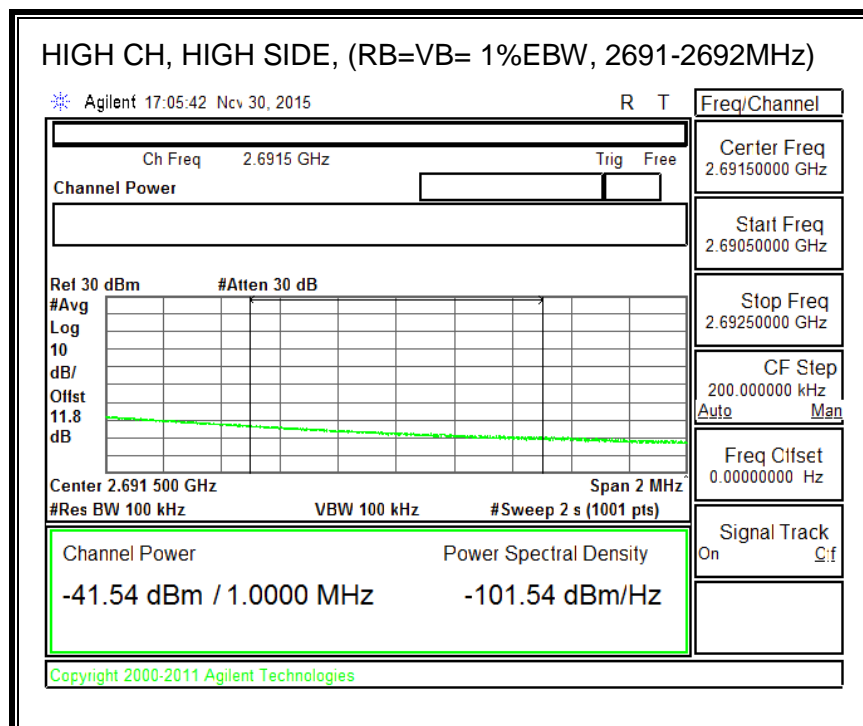 HIGH CH, HIGH SIDE, (RB=VB= 1%EBW, 2691-2692MHz)
Agilent 17:05:42 Nov 30, 2015 R T
Freq/Channel
Ch Freq 2.6915 GHz Trig Free
Channel Power
Center Freq
2.69150000 GHz
Start Freq
2.69050000 GHz
Stop Freq
2.69250000 GHz
CF Step
200.000000 kHz
Auto Man
Freq Offset
0.00000000 Hz
Signal Track
On Off
Ref 30 dBm #Atten 30 dB
#Avg
Log
10
dB/
Offst
11.8
dB
Center 2.691 500 GHz Span 2 MHz
#Res BW 100 kHz VBW 100 kHz #Sweep 2 s (1001 pts)
Channel Power Power Spectral Density
-41.54 dBm / 1.0000 MHz -101.54 dBm/Hz
Copyright 2000-2011 Agilent Technologies